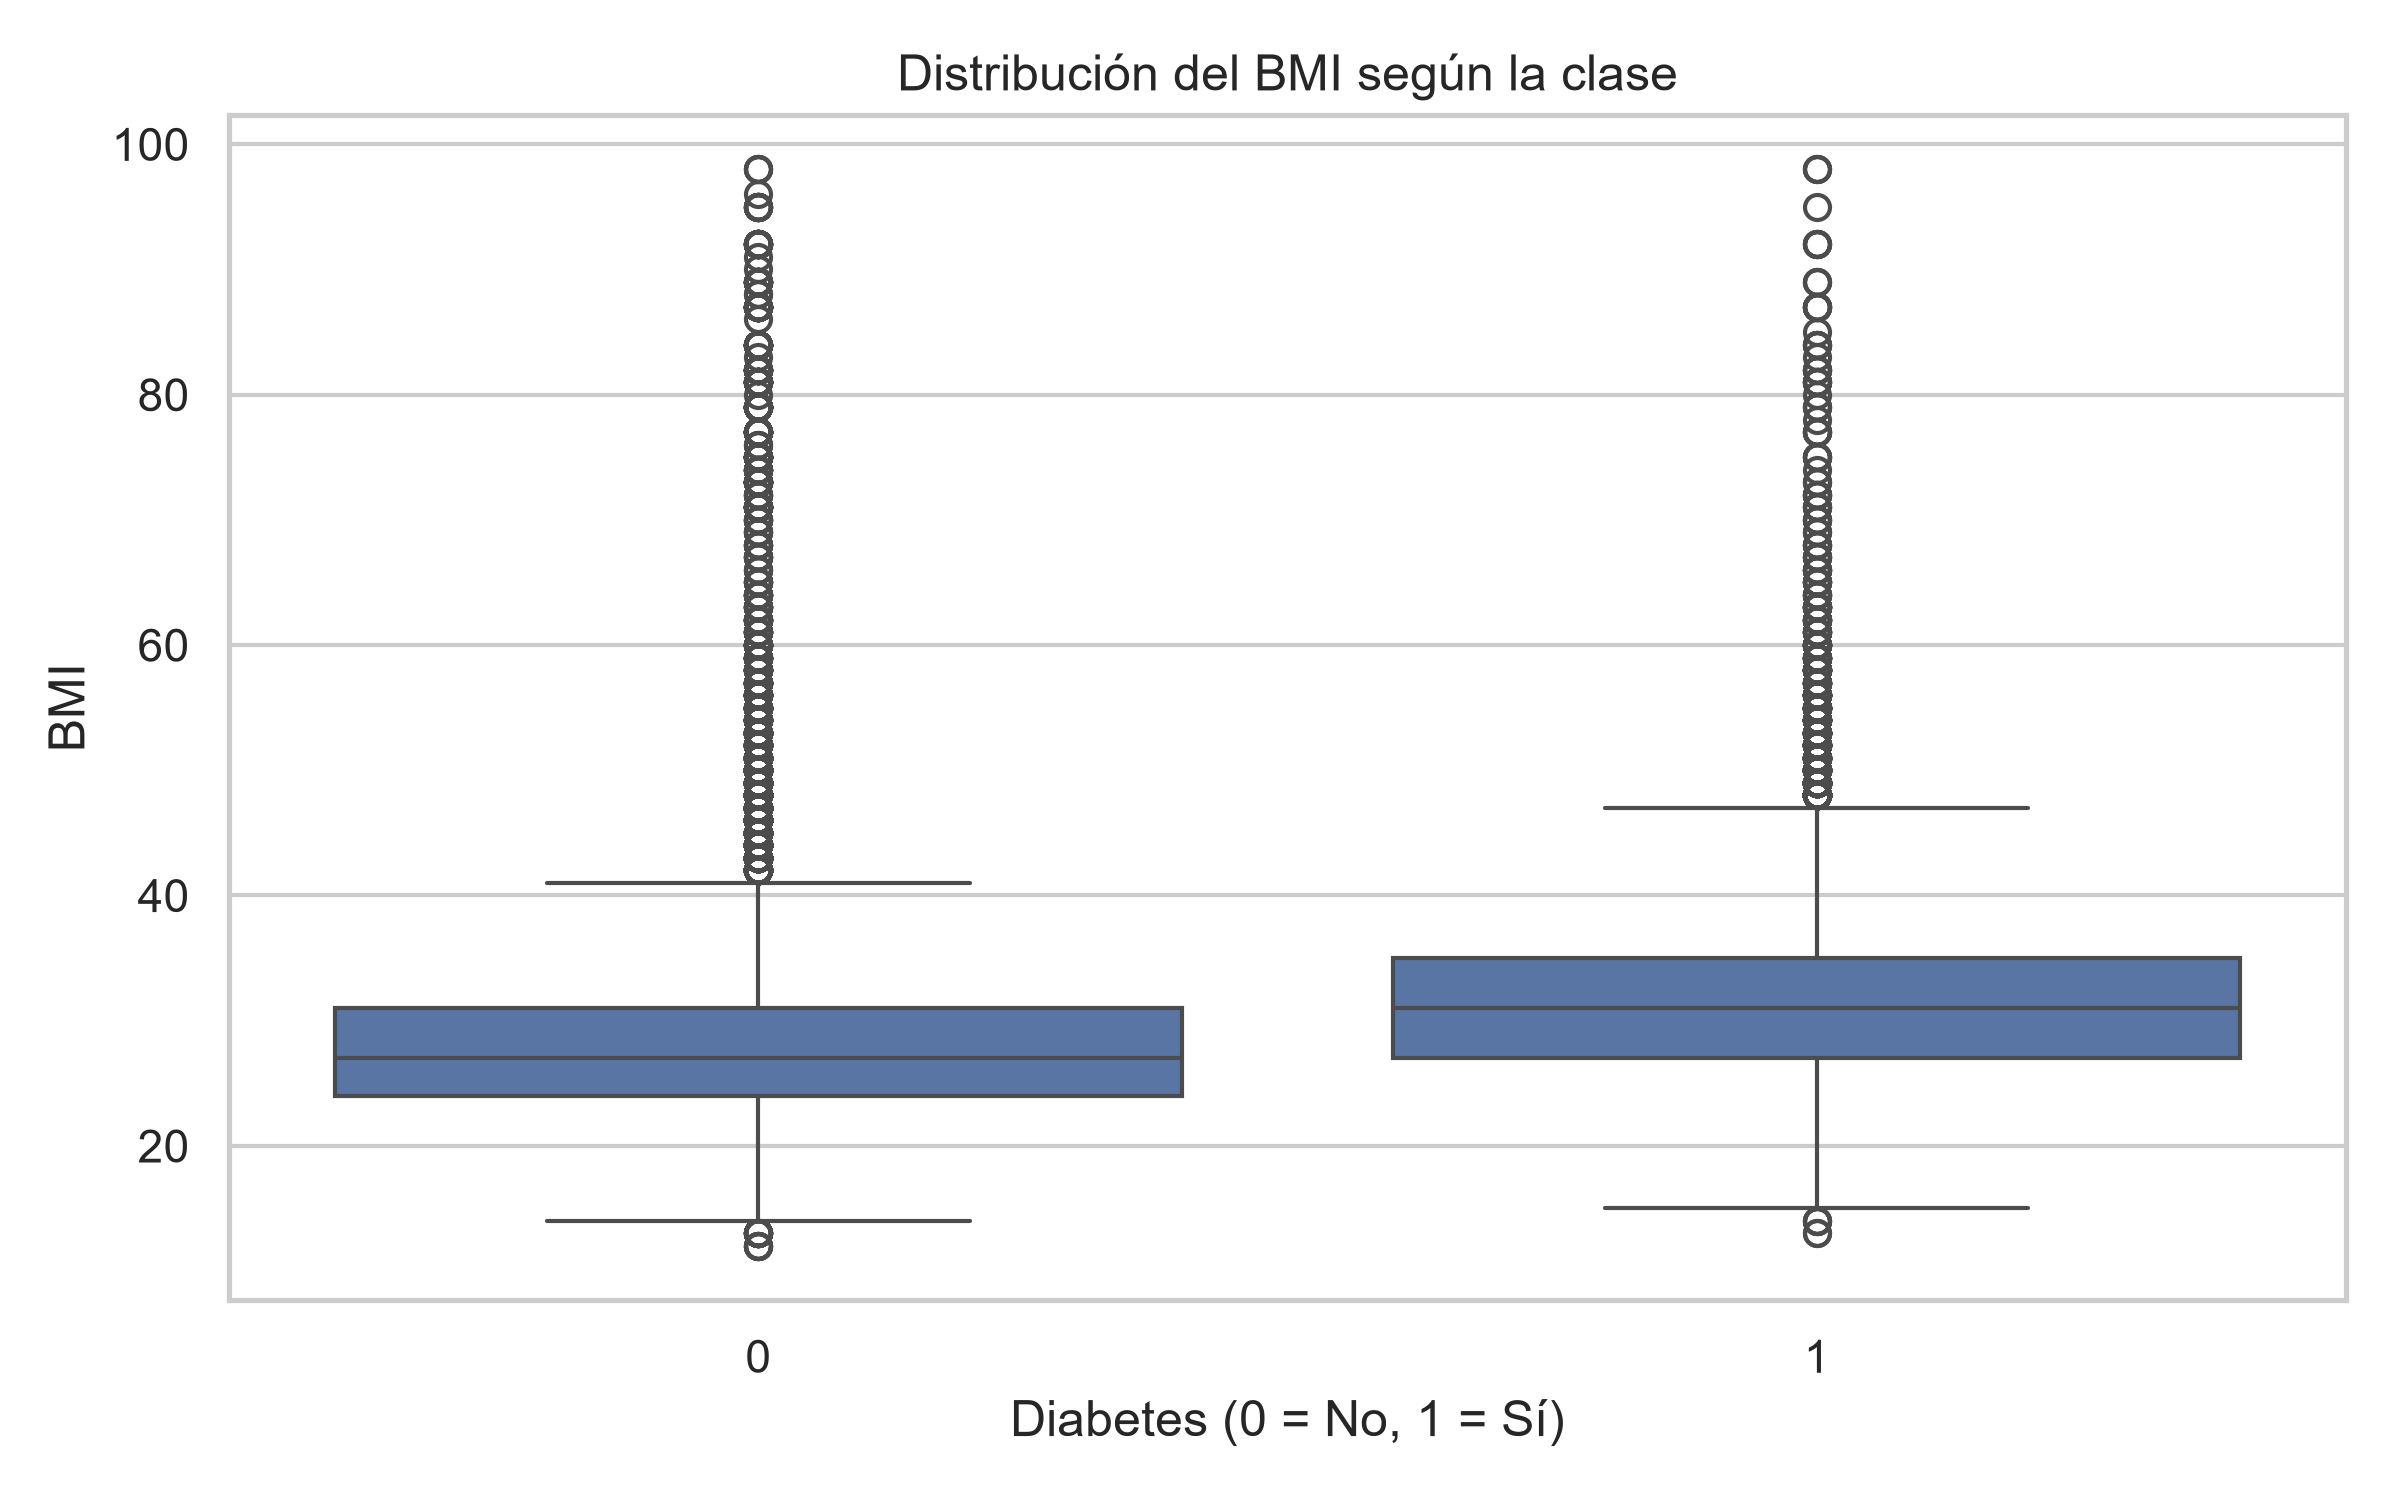 Distribución del BMI según la clase
100
80
60
40
20
BMI
0
1
Diabetes (0 = No, 1 = Sí)